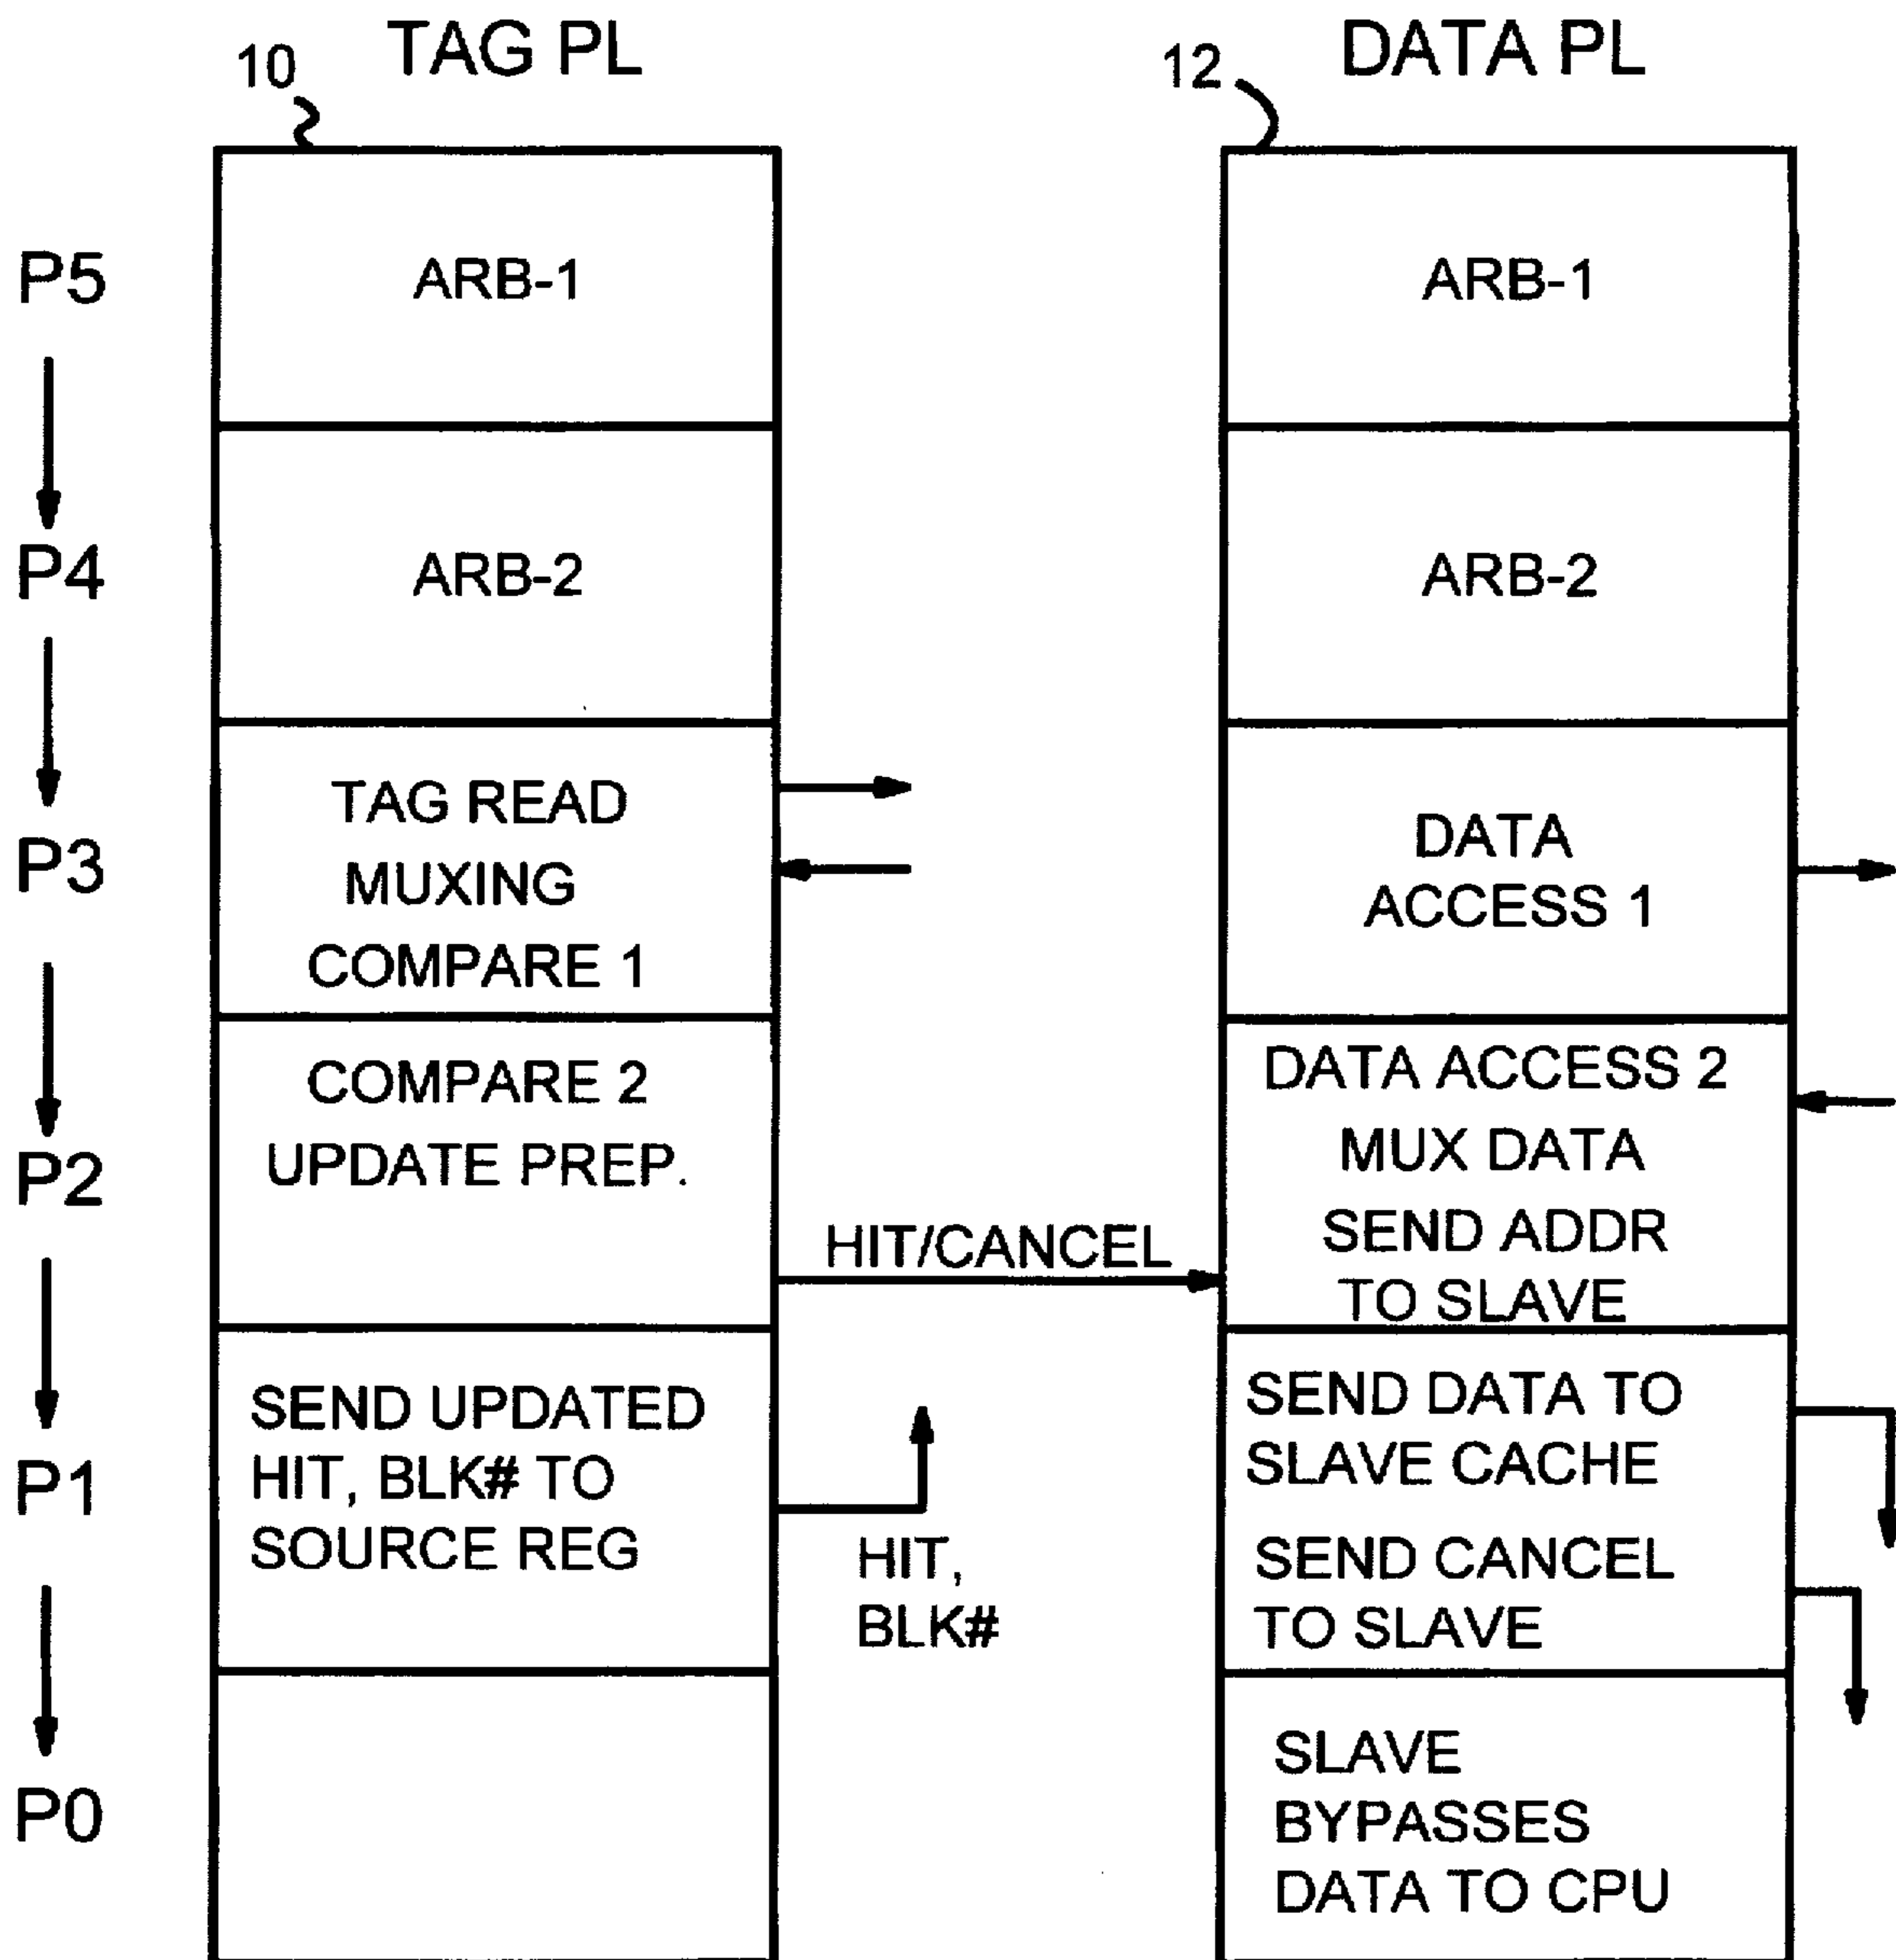 TAG PL
DATA PL
10
12
P5
ARB-1
ARB-1
P4
ARB-2
ARB-2
P3
TAG READ
MUXING
COMPARE 1
DATA
ACCESS 1
P2
COMPARE 2
UPDATE PREP.
HIT/CANCEL
DATA ACCESS 2
MUX DATA
SEND ADDR
TO SLAVE
P1
SEND UPDATED
HIT, BLK# TO
SOURCE REG
HIT,
BLK#
SEND DATA TO
SLAVE CACHE
SEND CANCEL
TO SLAVE
P0
SLAVE
BYPASSES
DATA TO CPU